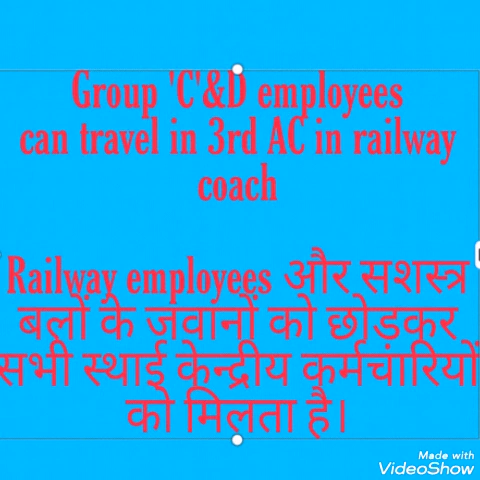 Group 'C'&D employees
can travel in 3rd AC in railway
coach
Railway employees और सशस्त्र
बलों के जवानों को छोड़कर
सभी स्थाई केन्द्रीय कर्मचारियों
को मिलता है।
Made with
VideoShow